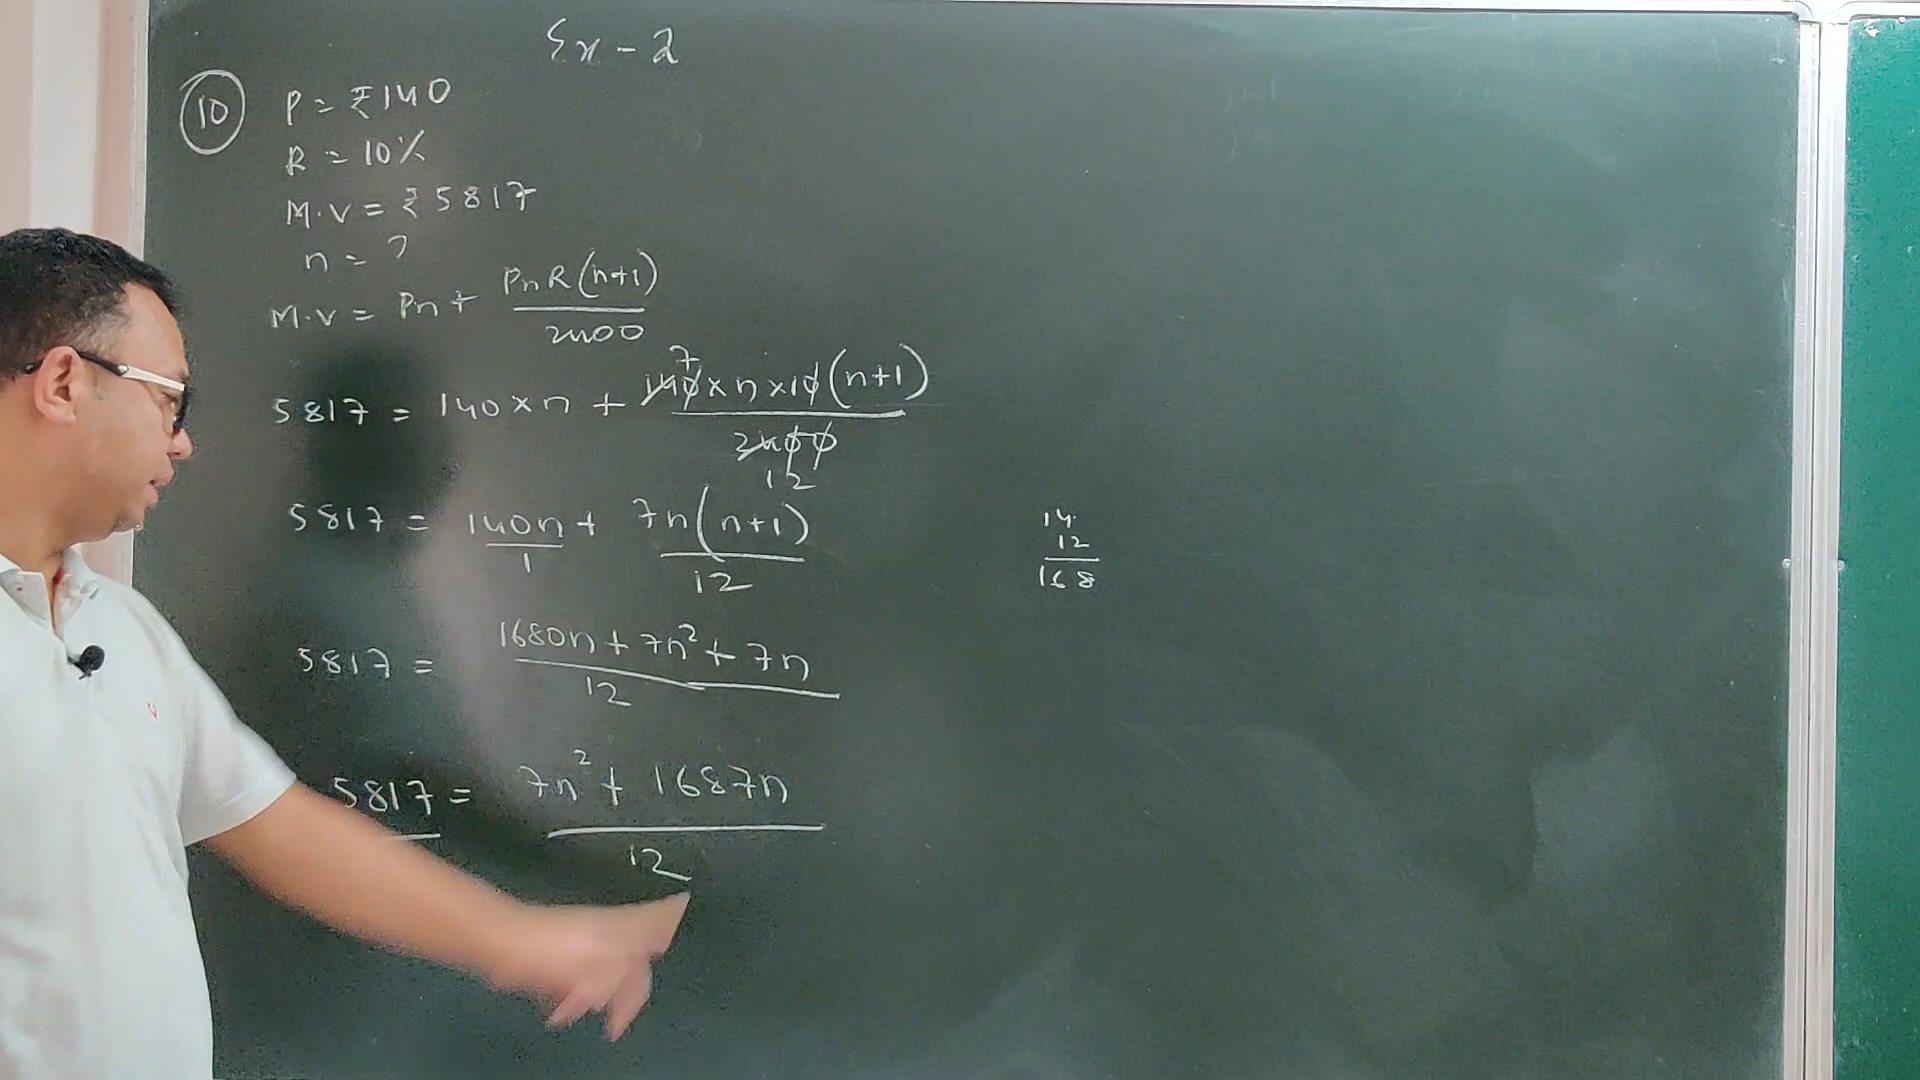 Ex - 2
10 P = ₹140
R = 10%
M.V = ₹5817
n = ?
M.V = Pn + PnR(n+1)
2400
7
5817 = 140×n + 140×n×10(n+1)
2400
12
5817 = 140n + 7n(n+1)
1 12
14
12
168
5817 = 1680n + 7n² + 7n
12
5817 = 7n² + 1687n
12